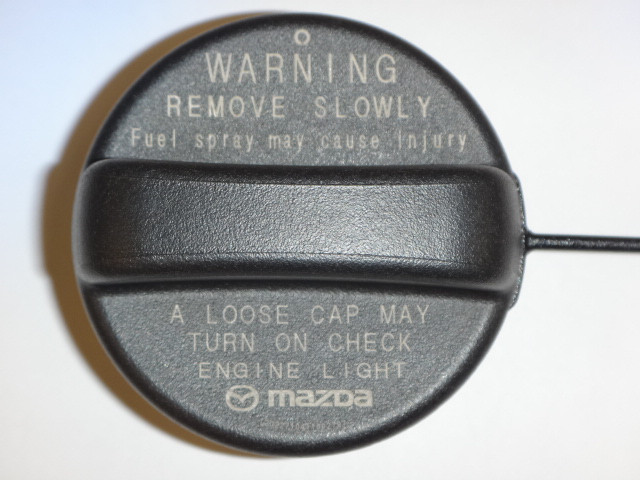 WARNING
REMOVE SLOWLY
Fuel spray may cause injury
A LOOSE CAP MAY
TURN ON CHECK
ENGINE LIGHT
mazda